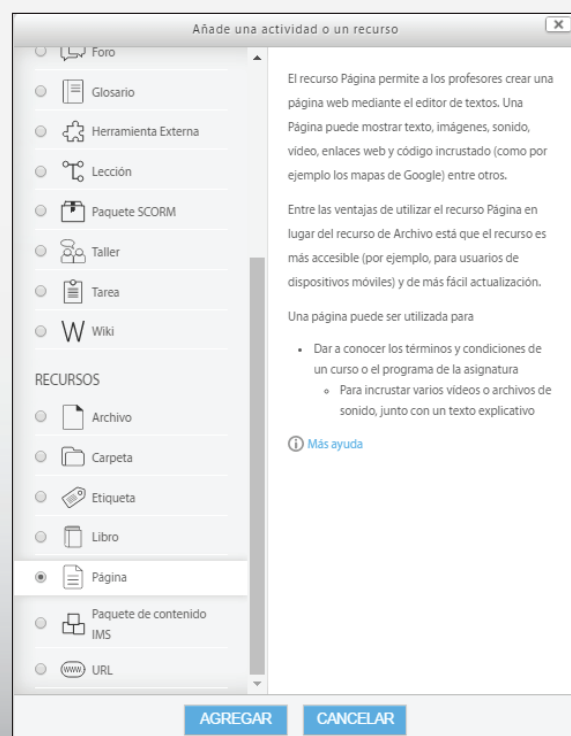 Añade una actividad o un recurso
Foro
Glosario
Herramienta Externa
Lección
Paquete SCORM
Taller
Tarea
Wiki
RECURSOS
Archivo
Carpeta
Etiqueta
Libro
Página
Paquete de contenido
IMS
www
URL
El recurso Página permite a los profesores crear una
página web mediante el editor de textos. Una
Página puede mostrar texto, imágenes, sonido,
vídeo, enlaces web y código incrustado (como por
ejemplo los mapas de Google) entre otros.
Entre las ventajas de utilizar el recurso Página en
lugar del recurso de Archivo está que el recurso es
más accesible (por ejemplo, para usuarios de
dispositivos móviles) y de más fácil actualización.
Una página puede ser utilizada para
• Dar a conocer los términos y condiciones de
un curso o el programa de la asignatura
◦ Para incrustar varios vídeos o archivos de
sonido, junto con un texto explicativo
Más ayuda
AGREGAR
CANCELAR